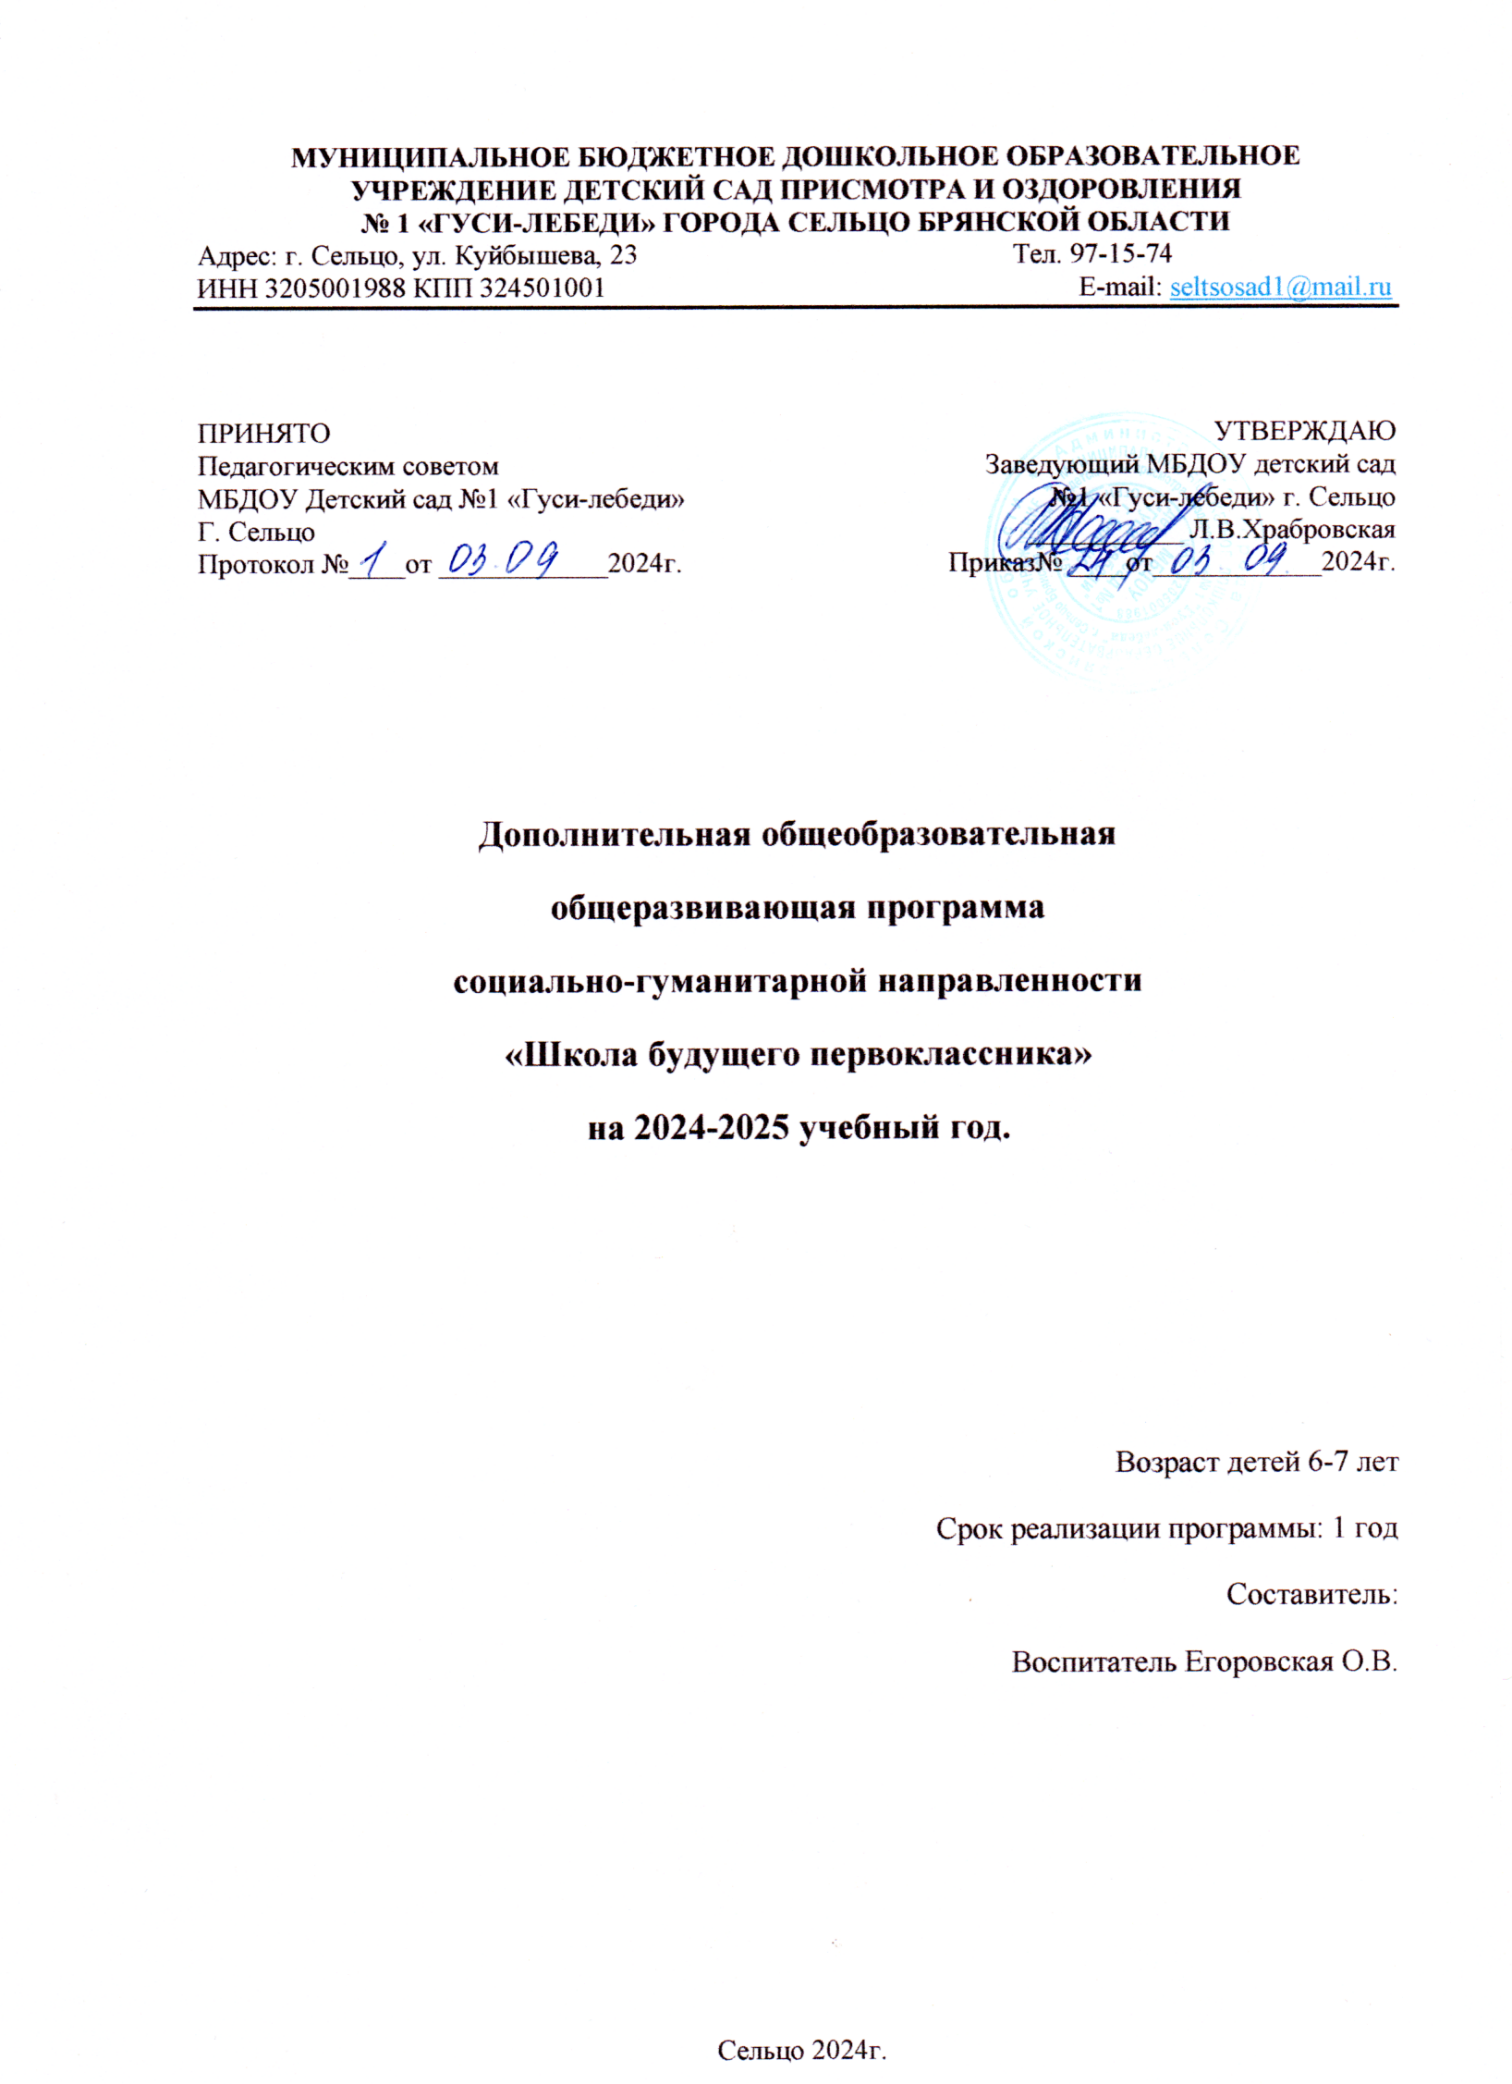 МУНИЦИПАЛЬНОЕ БЮДЖЕТНОЕ ДОШКОЛЬНОЕ ОБРАЗОВАТЕЛЬНОЕ
УЧРЕЖДЕНИЕ ДЕТСКИЙ САД ПРИСМОТРА И ОЗДОРОВЛЕНИЯ
№ 1 «ГУСИ-ЛЕБЕДИ» ГОРОДА СЕЛЬЦО БРЯНСКОЙ ОБЛАСТИ
Адрес: г. Сельцо, ул. Куйбышева, 23 Тел. 97-15-74
ИНН 3205001988 КПП 324501001 E-mail: seltsosad1@mail.ru
ПРИНЯТО
Педагогическим советом
МБДОУ Детский сад №1 «Гуси-лебеди»
Г. Сельцо
Протокол № 1 от 03.09 2024г.
УТВЕРЖДАЮ
Заведующий МБДОУ детский сад
№1 «Гуси-лебеди» г. Сельцо
Л.В.Храбровская
Приказ№ от 03.09 2024г.
Дополнительная общеобразовательная
общеразвивающая программа
социально-гуманитарной направленности
«Школа будущего первоклассника»
на 2024-2025 учебный год.
Возраст детей 6-7 лет
Срок реализации программы: 1 год
Составитель:
Воспитатель Егоровская О.В.
Сельцо 2024г.